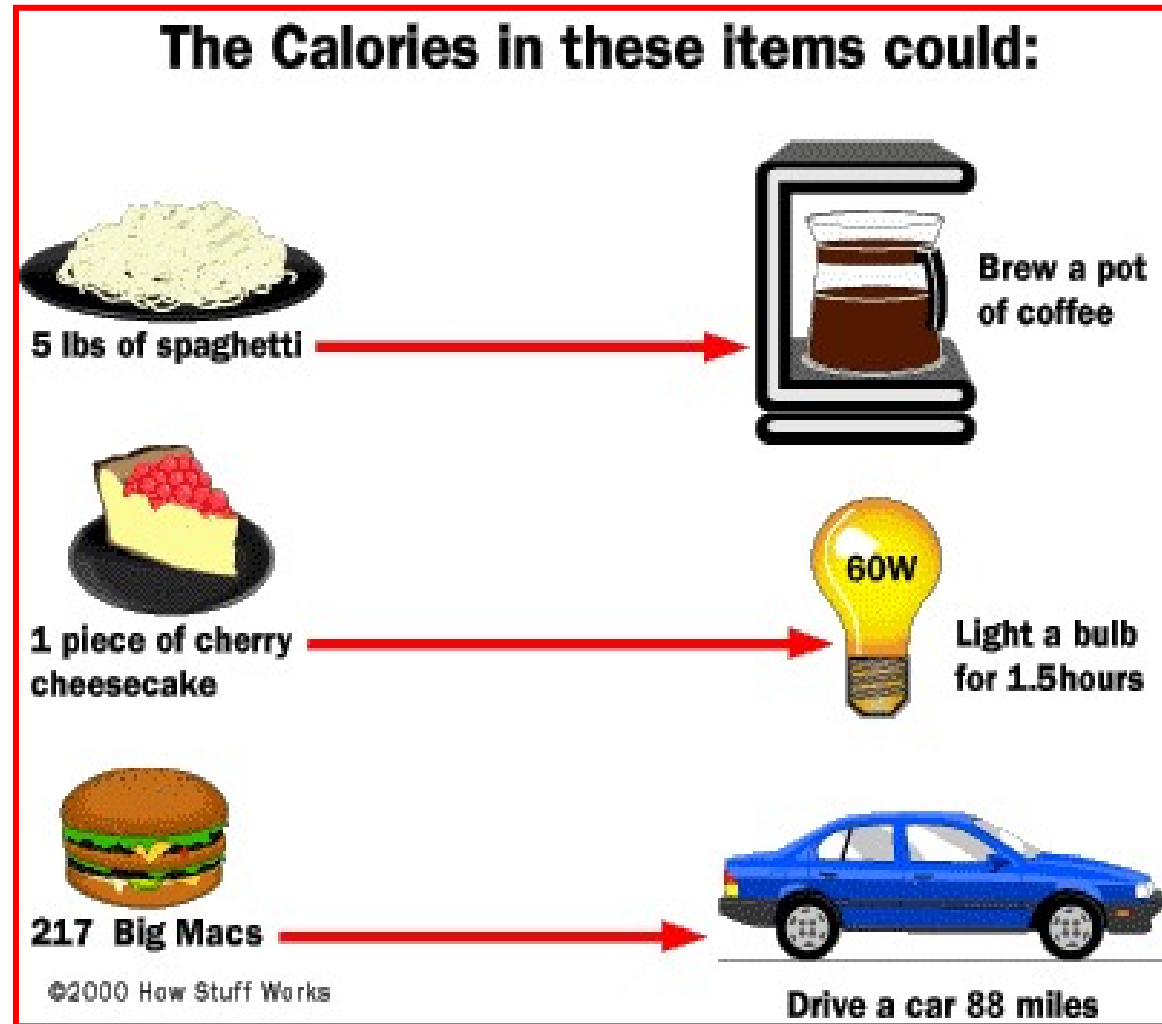 The Calories in these items could:
5 lbs of spaghetti
Brew a pot
of coffee
1 piece of cherry
cheesecake
60W
Light a bulb
for 1.5hours
217 Big Macs
Drive a car 88 miles
©2000 How Stuff Works